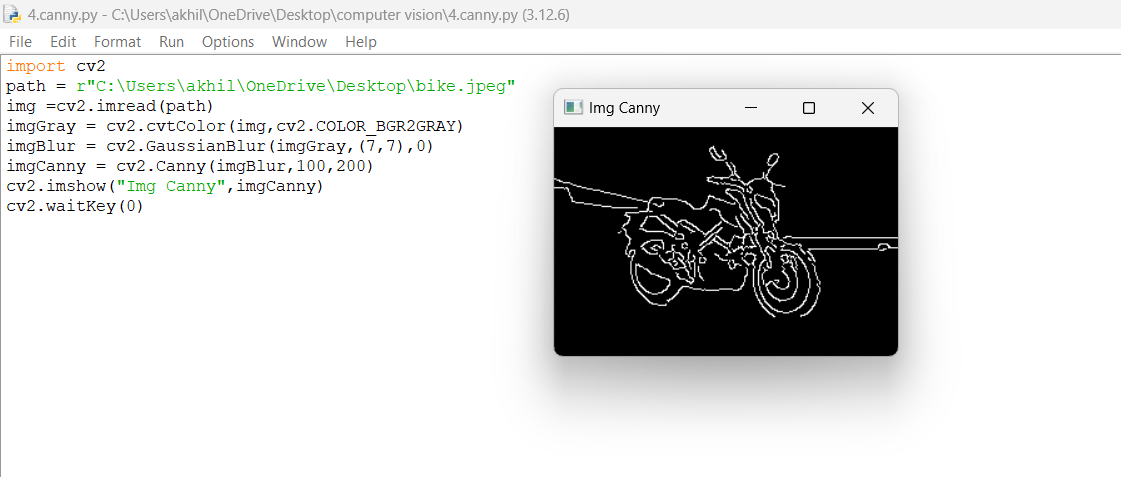 4.canny.py - C:\Users\akhil\OneDrive\Desktop\computer vision\4.canny.py (3.12.6)
File Edit Format Run Options Window Help
import cv2
path = r"C:\Users\akhil\OneDrive\Desktop\bike.jpeg"
img =cv2.imread(path)
imgGray = cv2.cvtColor(img,cv2.COLOR_BGR2GRAY)
imgBlur = cv2.GaussianBlur(imgGray,(7,7),0)
imgCanny = cv2.Canny(imgBlur,100,200)
cv2.imshow("Img Canny",imgCanny)
cv2.waitKey(0)
Img Canny